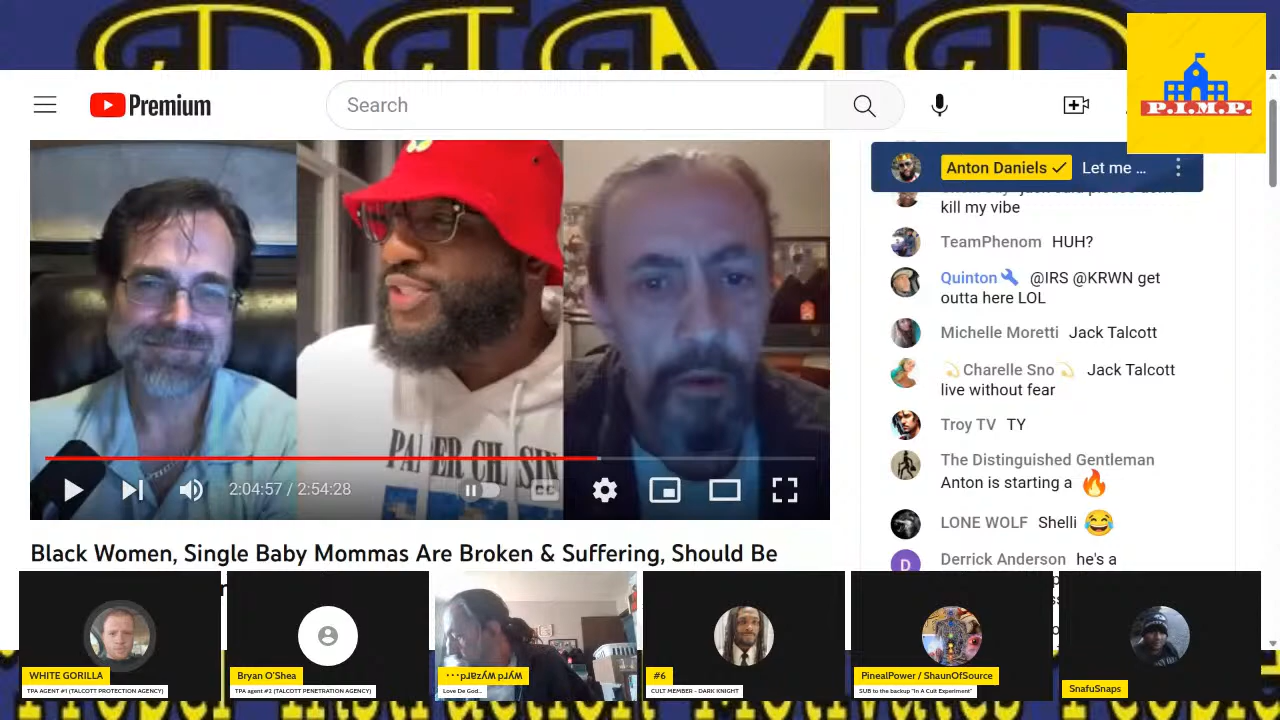 P.I.M.P.
Premium
Search
P.I.M.P.
Anton Daniels Let me ...
kill my vibe
TeamPhenom HUH?
Quinton @IRS @KRWN get
outta here LOL
Michelle Moretti Jack Talcott
Charelle Sno Jack Talcott
live without fear
Troy TV TY
The Distinguished Gentleman
Anton is starting a
LONE WOLF Shelli
Derrick Anderson he's a
D
2:04:57 / 2:54:28
CC
Black Women, Single Baby Mommas Are Broken & Suffering, Should Be
WHITE GORILLA
TPA AGENT #1 (TALCOTT PROTECTION AGENCY)
Bryan O'Shea
TPA agent #2 (TALCOTT PENETRATION AGENCY)
Love De God...
#6
CULT MEMBER - DARK KNIGHT
PinealPower / ShaunOfSource
SUB to the backup "In A Cult Experiment"
SnafuSnaps